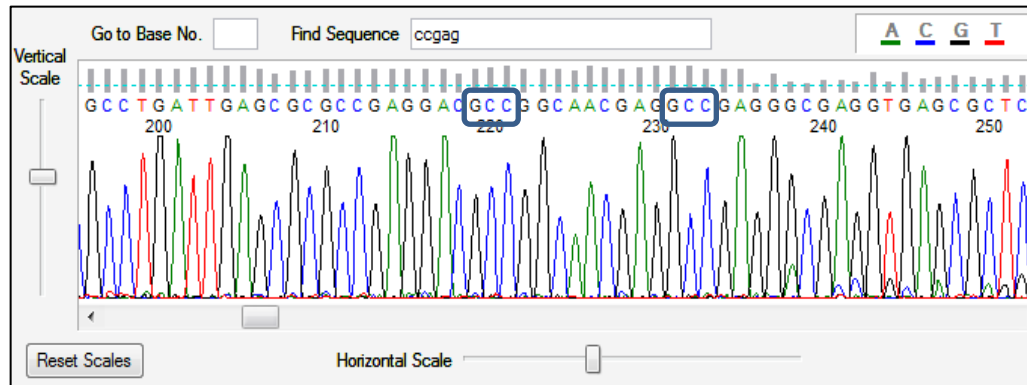 Go to Base No. Find Sequence ccgag A C G T
Vertical
Scale
GCCTGATTGAGCGCGCCGAGGACGCCGGCAACGAGGCCGAGGGCGAGGTGAGCGCTC
200 210 220 230 240 250
Reset Scales Horizontal Scale